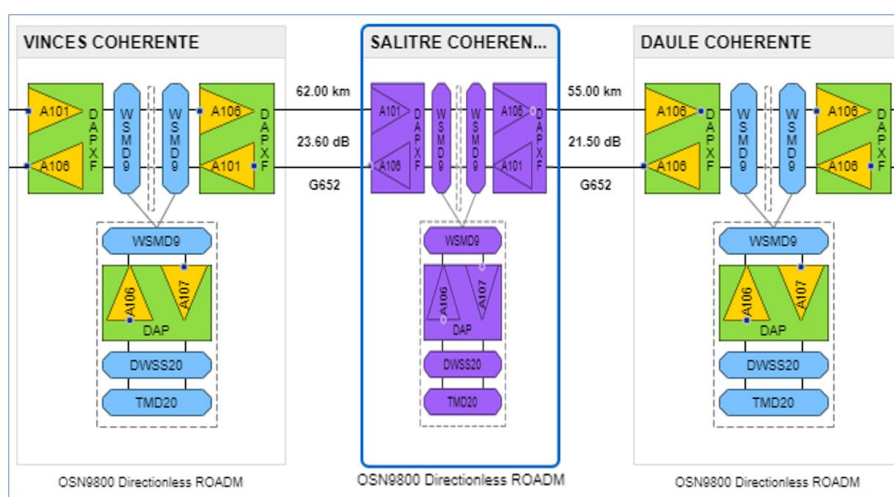 VINCES COHERENTE
SALITRE COHEREN...
DAULE COHERENTE
A101
A106
DAPXF
WSMD9
WSMD9
A106
A101
DAPXF
62.00 km
23.60 dB
G652
A101
A106
DAPXF
WSMD9
WSMD9
A106
A101
DAPXF
55.00 km
21.50 dB
G652
A106
A106
DAPXF
WSMD9
WSMD9
A106
A106
DAPXF
WSMD9
A106
A107
DAP
DWSS20
TMD20
WSMD9
A106
A107
DAP
DWSS20
TMD20
WSMD9
A106
A107
DAP
DWSS20
TMD20
OSN9800 Directionless ROADM
OSN9800 Directionless ROADM
OSN9800 Directionless ROADM